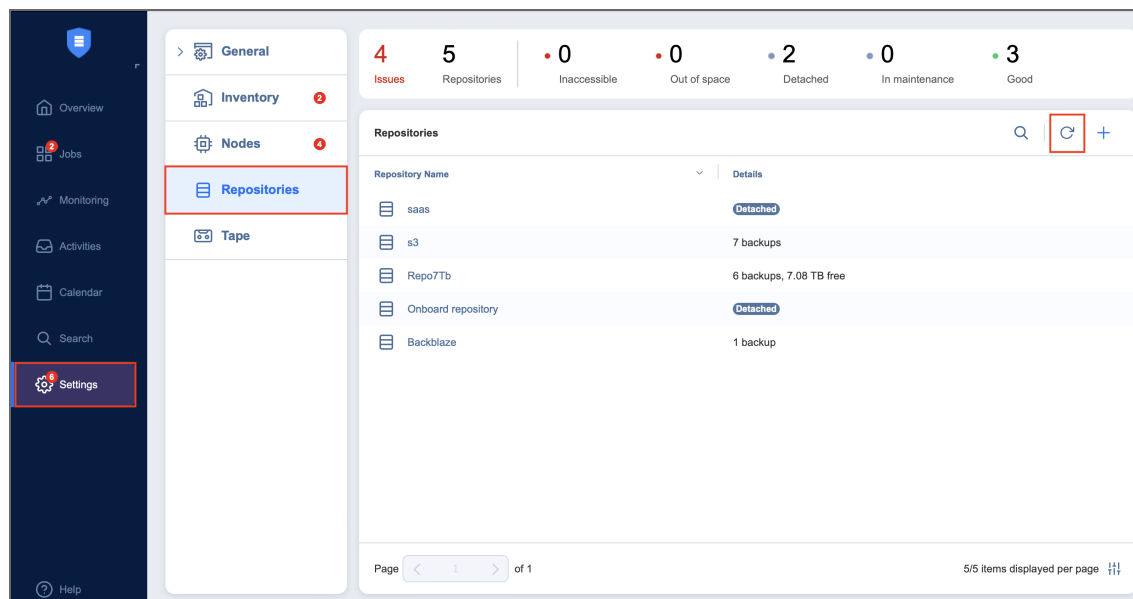 Overview
2
Jobs
Monitoring
Activities
Calendar
Search
6
Settings
Help
General
Inventory 2
Nodes 4
Repositories
Tape
4 5 0 0 2 0 3
Issues Repositories Inaccessible Out of space Detached In maintenance Good
Repositories
Repository Name Details
saas Detached
s3 7 backups
Repo7Tb 6 backups, 7.08 TB free
Onboard repository Detached
Backblaze 1 backup
Page 1 of 1 5/5 items displayed per page